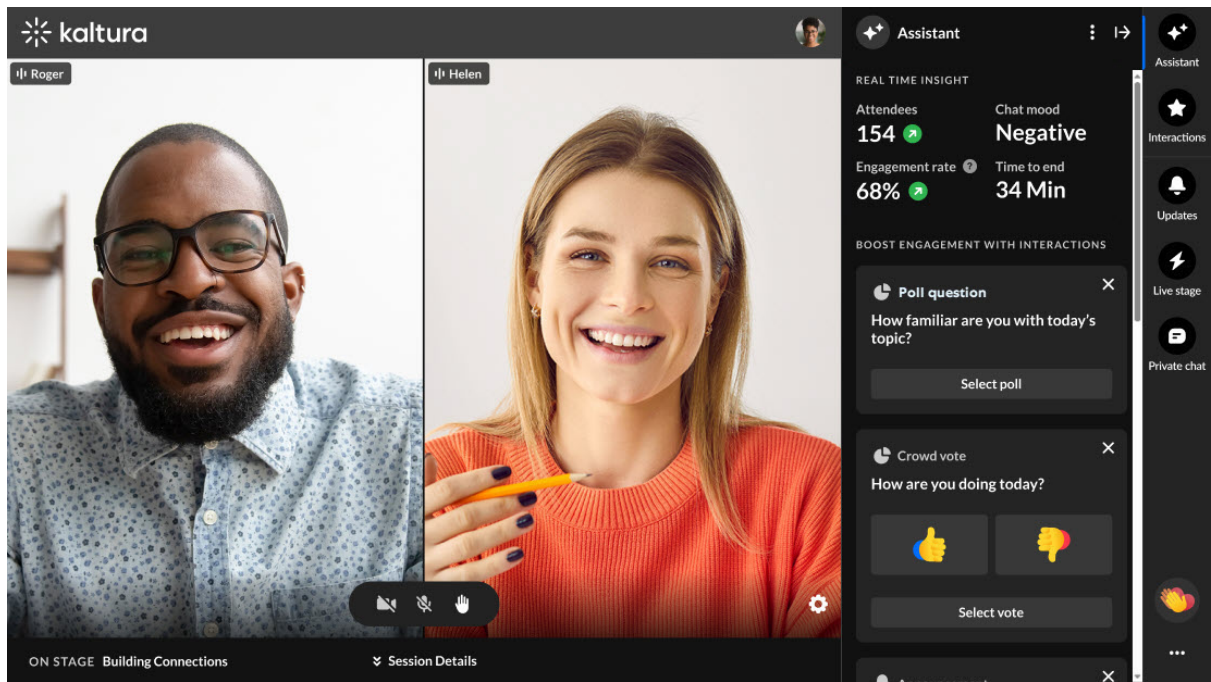 kaltura
Roger
Helen
ON STAGE Building Connections
Session Details
Assistant
REAL TIME INSIGHT
Attendees
154
Chat mood
Negative
Engagement rate ?
68%
Time to end
34 Min
BOOST ENGAGEMENT WITH INTERACTIONS
Poll question
How familiar are you with today's
topic?
Select poll
Crowd vote
How are you doing today?
Select vote
Assistant
Interactions
Updates
Live stage
Private chat